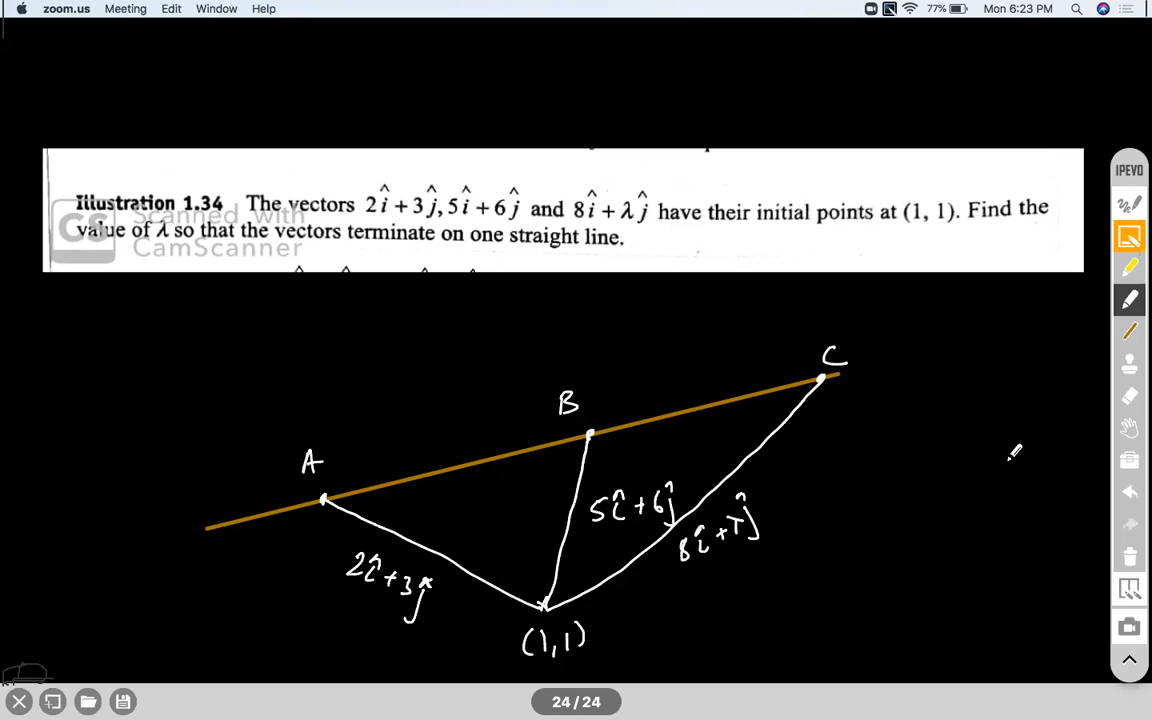 zoom.us Meeting Edit Window Help 77% Mon 6:23 PM
Illustration 1.34 The vectors 2î + 3ĵ, 5î + 6ĵ and 8î + λĵ have their initial points at (1, 1). Find the
value of λ so that the vectors terminate on one straight line.
CS Scanned with
CamScanner
IPEVO
C
B
A
5î+6ĵ
8î+Tĵ
2î+3ĵ
(1,1)
24 / 24